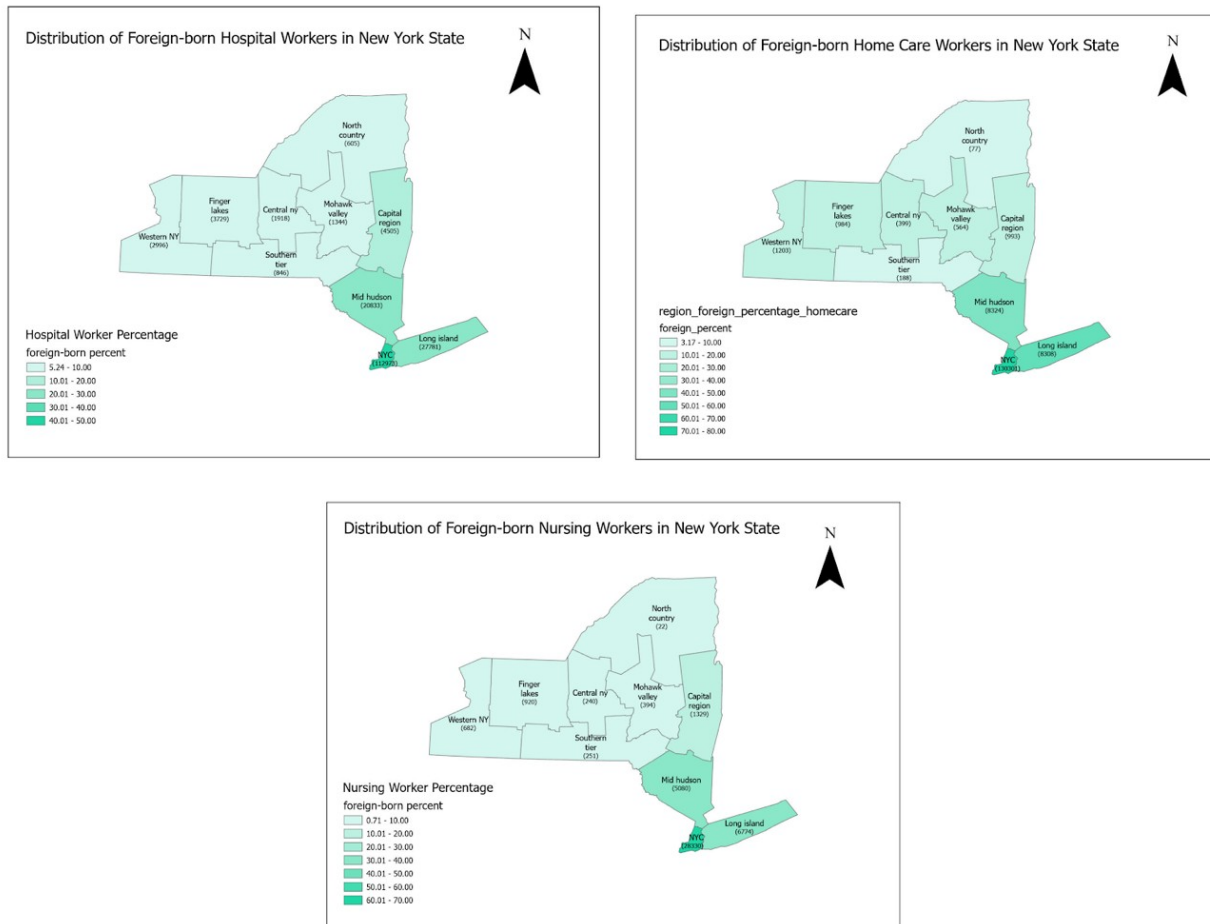 Distribution of Foreign-born Hospital Workers in New York State
N
North
country
(605)
Finger
lakes
(3729)
Central ny
(1918)
Mohawk
valley
(1344)
Capital
region
(4505)
Western NY
(2996)
Southern
tier
(846)
Mid hudson
(20833)
Long island
(27781)
NYC
Hospital Worker Percentage
foreign-born percent
5.24 - 10.00
10.01 - 20.00
20.01 - 30.00
30.01 - 40.00
40.01 - 50.00
Distribution of Foreign-born Home Care Workers in New York State
N
North
country
(77)
Finger
lakes
(984)
Central ny
(399)
Mohawk
valley
(564)
Capital
region
(993)
Western NY
(1203)
Southern
tier
(188)
Mid hudson
(8324)
Long island
(8308)
NYC
region_foreign_percentage_homecare
foreign_percent
3.17 - 10.00
10.01 - 20.00
20.01 - 30.00
30.01 - 40.00
40.01 - 50.00
50.01 - 60.00
60.01 - 70.00
70.01 - 80.00
Distribution of Foreign-born Nursing Workers in New York State
N
North
country
(22)
Finger
lakes
(920)
Central ny
(240)
Mohawk
valley
(394)
Capital
region
(1329)
Western NY
(682)
Southern
tier
(251)
Mid hudson
(5080)
Long island
(6774)
NYC
Nursing Worker Percentage
foreign-born percent
0.71 - 10.00
10.01 - 20.00
20.01 - 30.00
30.01 - 40.00
40.01 - 50.00
50.01 - 60.00
60.01 - 70.00